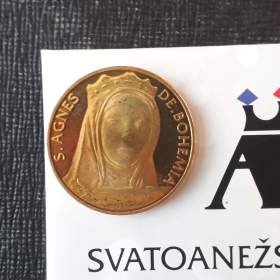 S. AGNES DE. BOHEMIA
A
SVATOANEŽS